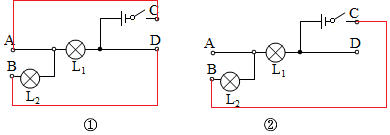 C C
A D A D
B L₁ B L₁
L₂ L₂
① ②